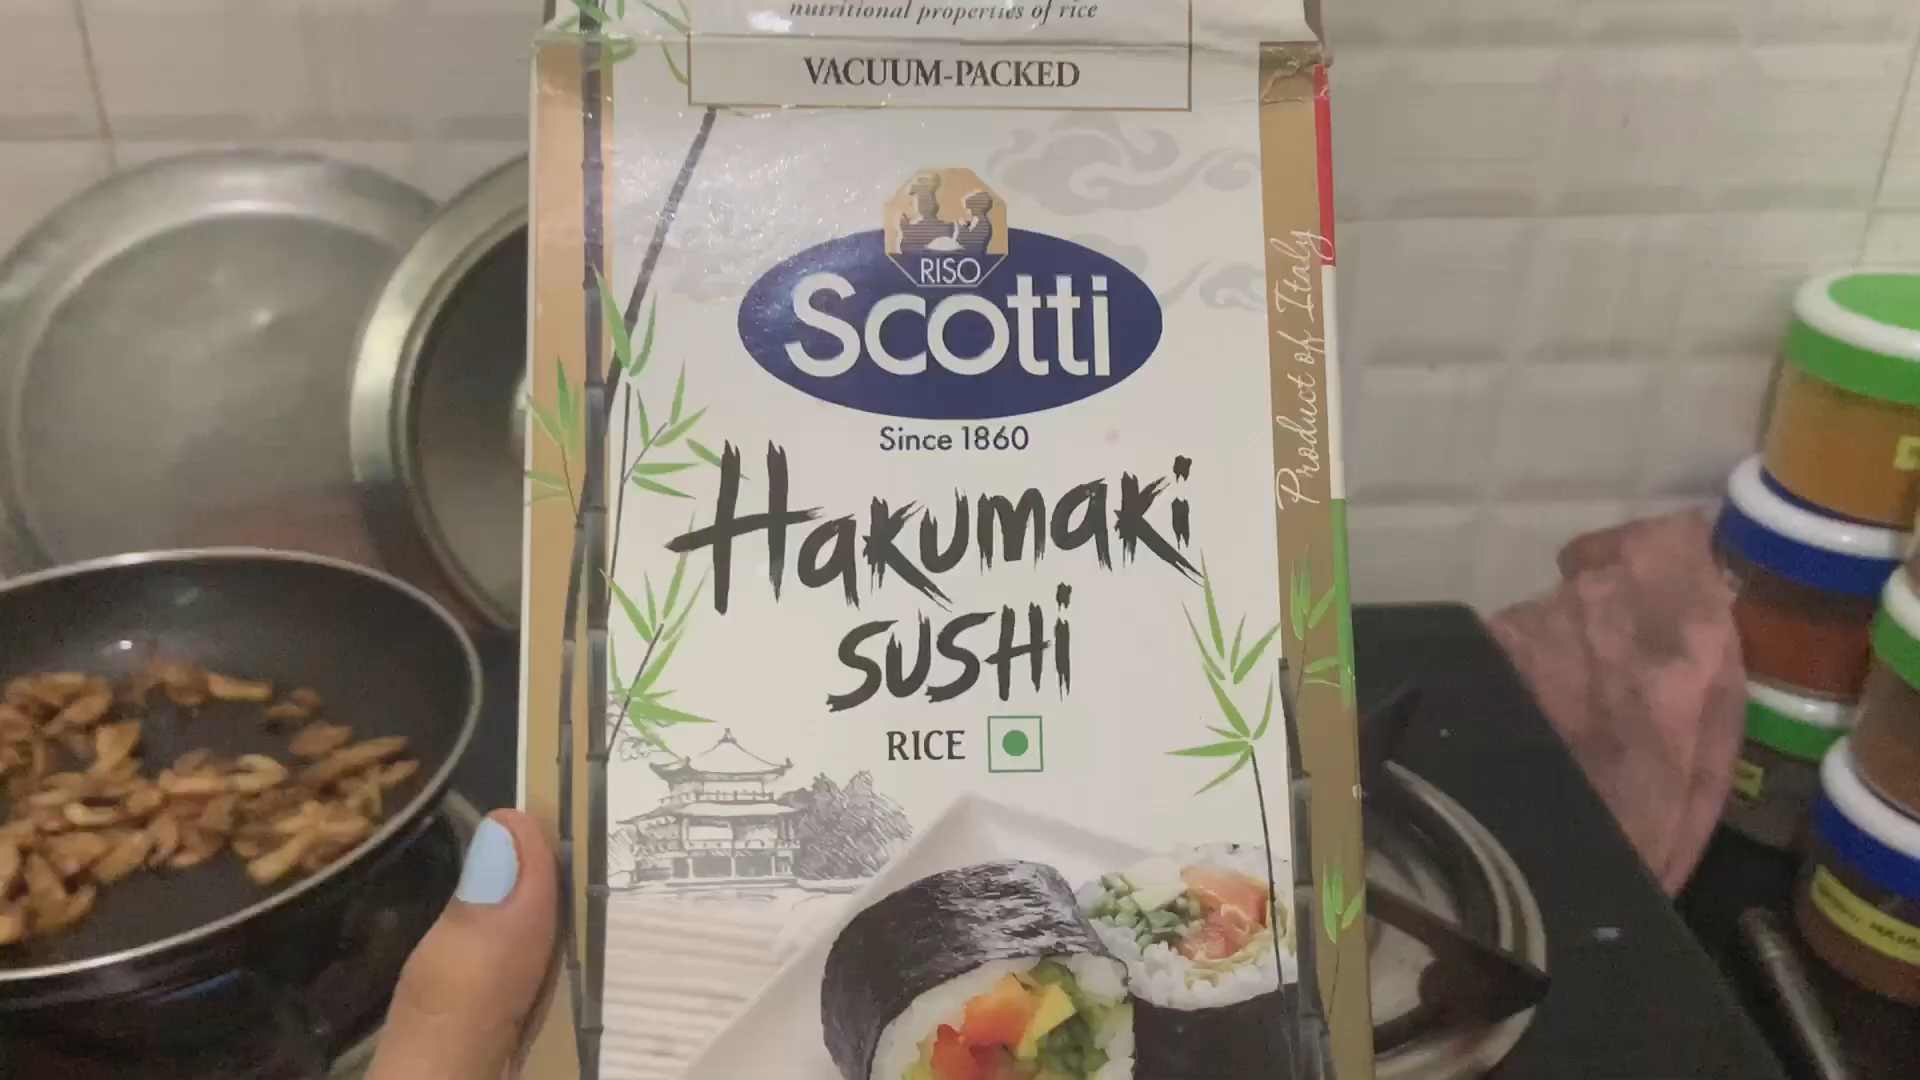 nutritional properties of rice
VACUUM-PACKED
RISO
Scotti
Since 1860
Hakumaki
SUSHi
RICE
Product of Italy